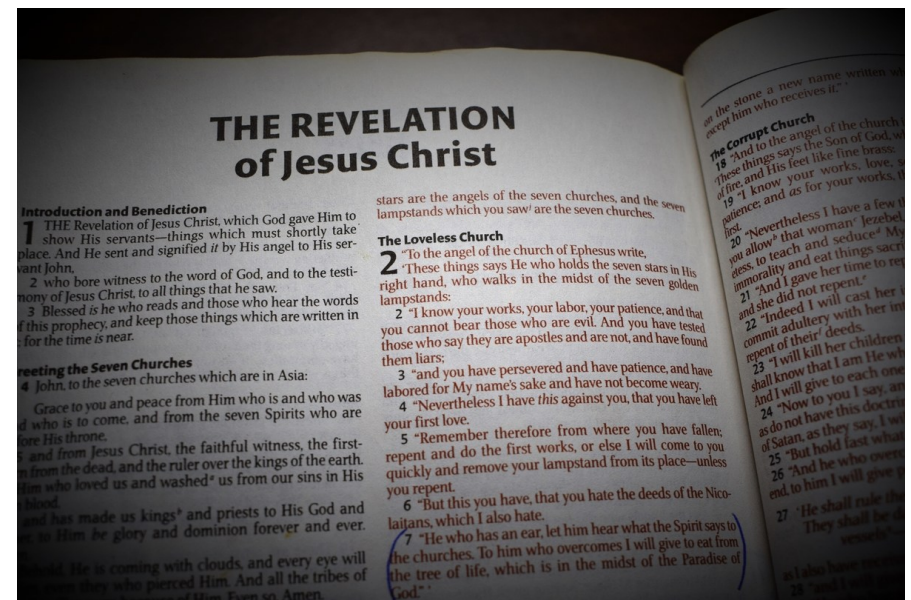 THE REVELATION
of Jesus Christ
Introduction and Benediction
1 THE Revelation of Jesus Christ, which God gave Him to
show His servants—things which must shortly take
place. And He sent and signified it by His angel to His ser-
vant John,
2 who bore witness to the word of God, and to the testi-
mony of Jesus Christ, to all things that he saw.
3 Blessed is he who reads and those who hear the words
of this prophecy, and keep those things which are written in
for the time is near.
reeting the Seven Churches
4 John, to the seven churches which are in Asia:
Grace to you and peace from Him who is and who was
who is to come, and from the seven Spirits who are
fore His throne.
5 and from Jesus Christ, the faithful witness, the first-
from the dead, and the ruler over the kings of the earth.
Him who loved us and washedᵃ us from our sins in His
blood.
and has made us kingsᵇ and priests to His God and
to Him be glory and dominion forever and ever.
He is coming with clouds, and every eye will
they who pierced Him. And all the tribes of
of Him. Even so, Amen.
stars are the angels of the seven churches, and the seven
lampstands which you saw are the seven churches.
The Loveless Church
2 “To the angel of the church of Ephesus write,
‘These things says He who holds the seven stars in His
right hand, who walks in the midst of the seven golden
lampstands:
2 “I know your works, your labor, your patience, and that
you cannot bear those who are evil. And you have tested
those who say they are apostles and are not, and have found
them liars;
3 “and you have persevered and have patience, and have
labored for My name’s sake and have not become weary.
4 “Nevertheless I have this against you, that you have left
your first love.
5 “Remember therefore from where you have fallen;
repent and do the first works, or else I will come to you
quickly and remove your lampstand from its place—unless
you repent.
6 “But this you have, that you hate the deeds of the Nico-
laitans, which I also hate.
7 “He who has an ear, let him hear what the Spirit says to
the churches. To him who overcomes I will give to eat from
the tree of life, which is in the midst of the Paradise of
God.” ’
on the stone a new name written
except him who receives it.” ’
The Corrupt Church
18 “And to the angel of the church
‘These things says the Son of God,
of fire, and His feet like fine brass:
19 “I know your works, love,
patience; and as for your works,
first.
20 “Nevertheless I have a few
you allow that woman Jezebel,
ess, to teach and seduce My
immorality and eat things
21 “And I gave her time to
and she did not repent.
22 “Indeed I will cast her
commit adultery with her
repent of their deeds.
23 “I will kill her children
shall know that I am He
And I will give to each one
24 “Now to you I say,
as do not have this
of Satan, as they say, I
25 “But hold fast what
26 “And he who
end, to him I will give
27 ‘He shall rule
They shall be
vessels’
as I also have
28 “and I will